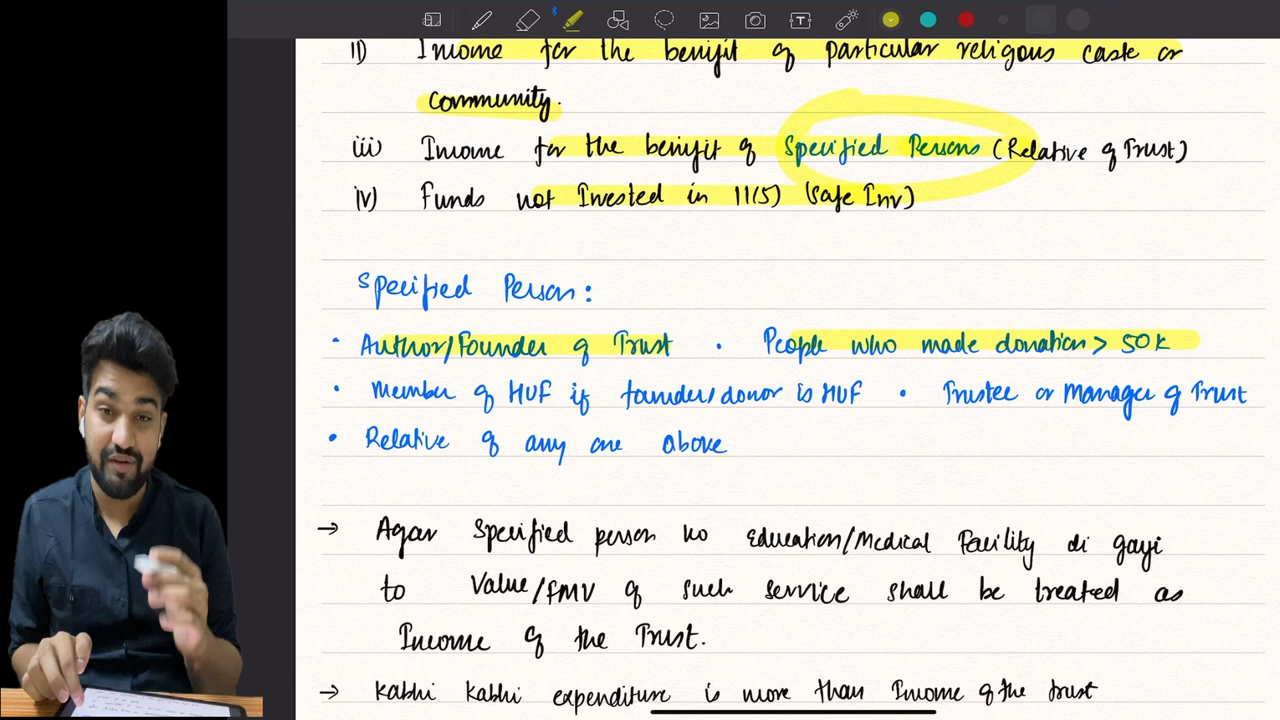 ii) Income for the benifit of particular religious caste or
community.
iii) Income for the benifit of Specified Persons (Relative of Trust)
iv) Funds not Invested in 11(5) (Safe Inv)
Specified Person:
· Author/Founder of Trust · People who made donation > 50k
· Member of HUF if founder/donor is HUF · Trustee or Manager of Trust
· Relative of any one above
→ Agar Specified person ko Education/Medical Facility di gayi
to Value/FMV of such service shall be treated as
Income of the Trust.
→ Kabhi Kabhi expenditure is more than Income of the trust